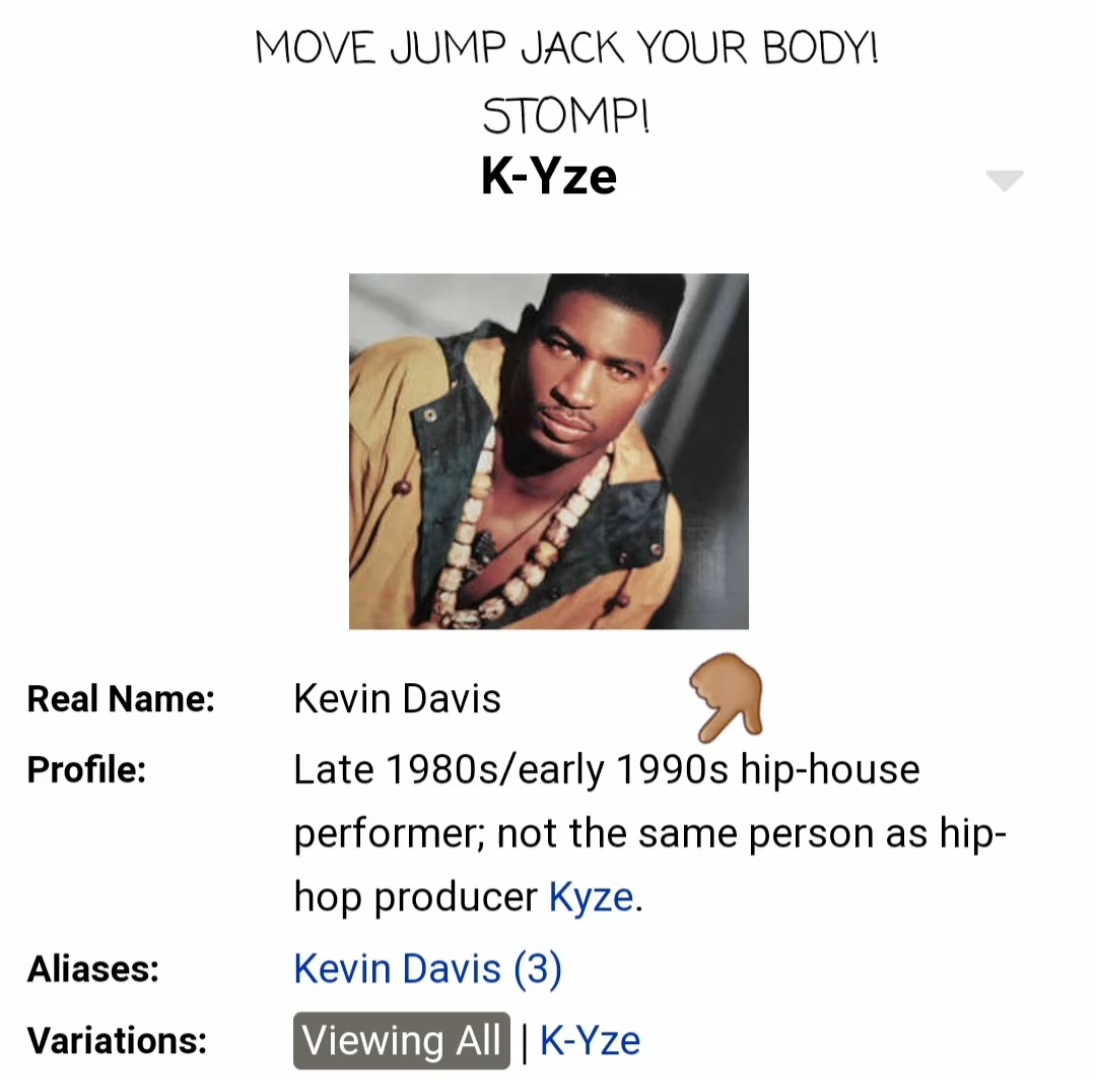 MOVE JUMP JACK YOUR BODY!
STOMP!
K-Yze
Real Name: Kevin Davis
Profile: Late 1980s/early 1990s hip-house
performer; not the same person as hip-
hop producer Kyze.
Aliases: Kevin Davis (3)
Variations: Viewing All | K-Yze